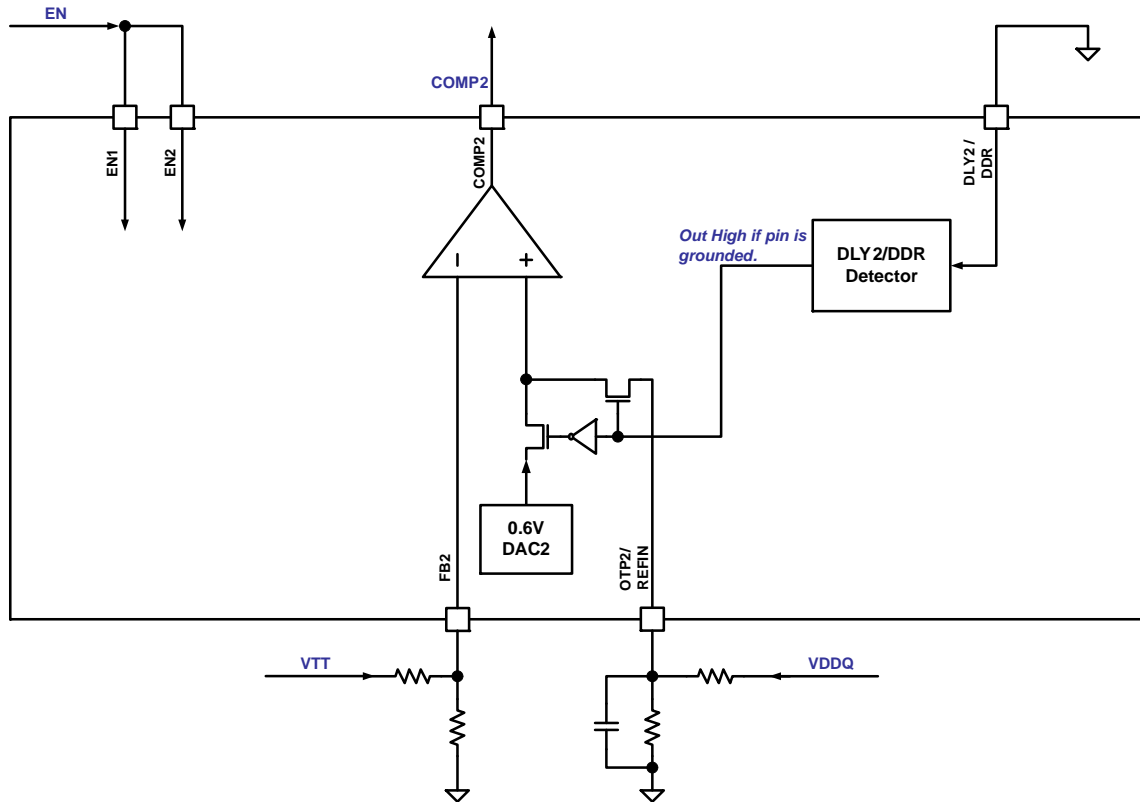 EN
COMP2
EN1
EN2
COMP2
DLY2 /
DDR
Out High if pin is
grounded.
DLY2/DDR
Detector
–
+
0.6V
DAC2
FB2
OTP2/
REFIN
VTT
VDDQ